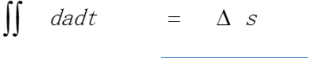 ∬ dadt = Δ s